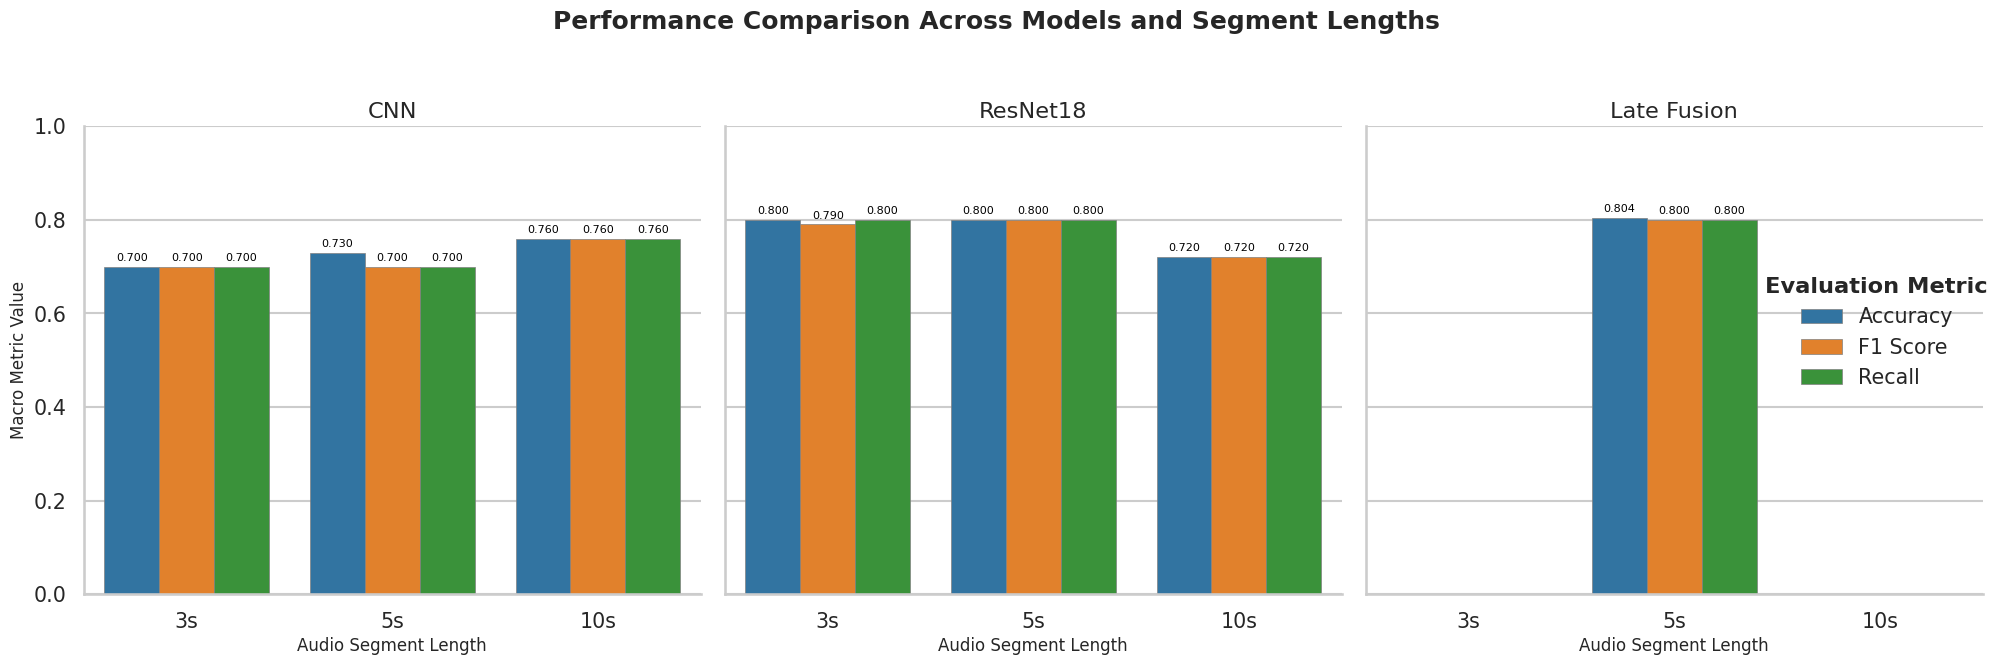 Performance Comparison Across Models and Segment Lengths
CNN
ResNet18
Late Fusion
Macro Metric Value
1.0
0.8
0.6
0.4
0.2
0.0
0.700 0.700 0.700
0.730 0.700 0.700
0.760 0.760 0.760
3s 5s 10s
Audio Segment Length
0.800 0.790 0.800
0.800 0.800 0.800
0.720 0.720 0.720
3s 5s 10s
Audio Segment Length
0.804 0.800 0.800
3s 5s 10s
Audio Segment Length
Evaluation Metric
Accuracy
F1 Score
Recall